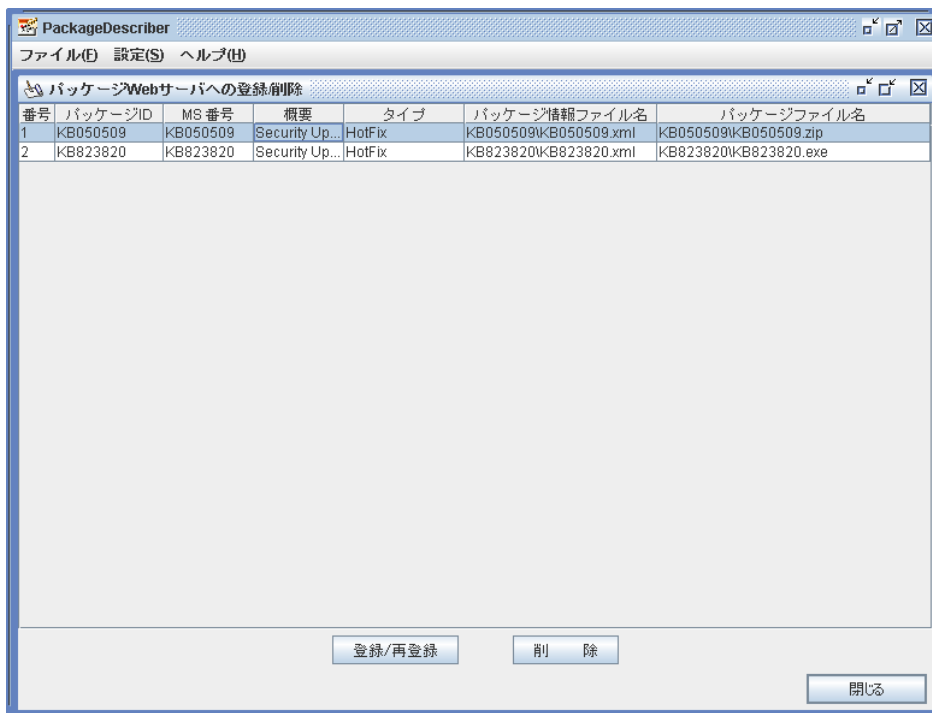 PackageDescriber
ファイル(F) 設定(S) ヘルプ(H)
パッケージWebサーバへの登録/削除
番号 パッケージID MS 番号 概要 タイプ パッケージ情報ファイル名 パッケージファイル名
1 KB050509 KB050509 Security Up... HotFix KB050509\KB050509.xml KB050509\KB050509.zip
2 KB823820 KB823820 Security Up... HotFix KB823820\KB823820.xml KB823820\KB823820.exe
登録/再登録 削 除
閉じる